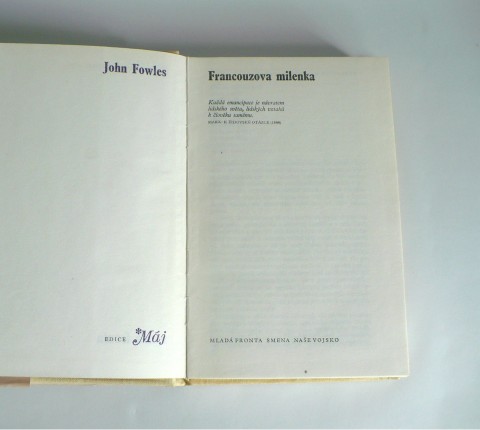 John Fowles
Francouzova milenka
Každá emancipace je návratem
lidského světa, lidských vztahů
k člověku samému.
EDICE Máj
MLADÁ FRONTA SMENA NAŠE VOJSKO